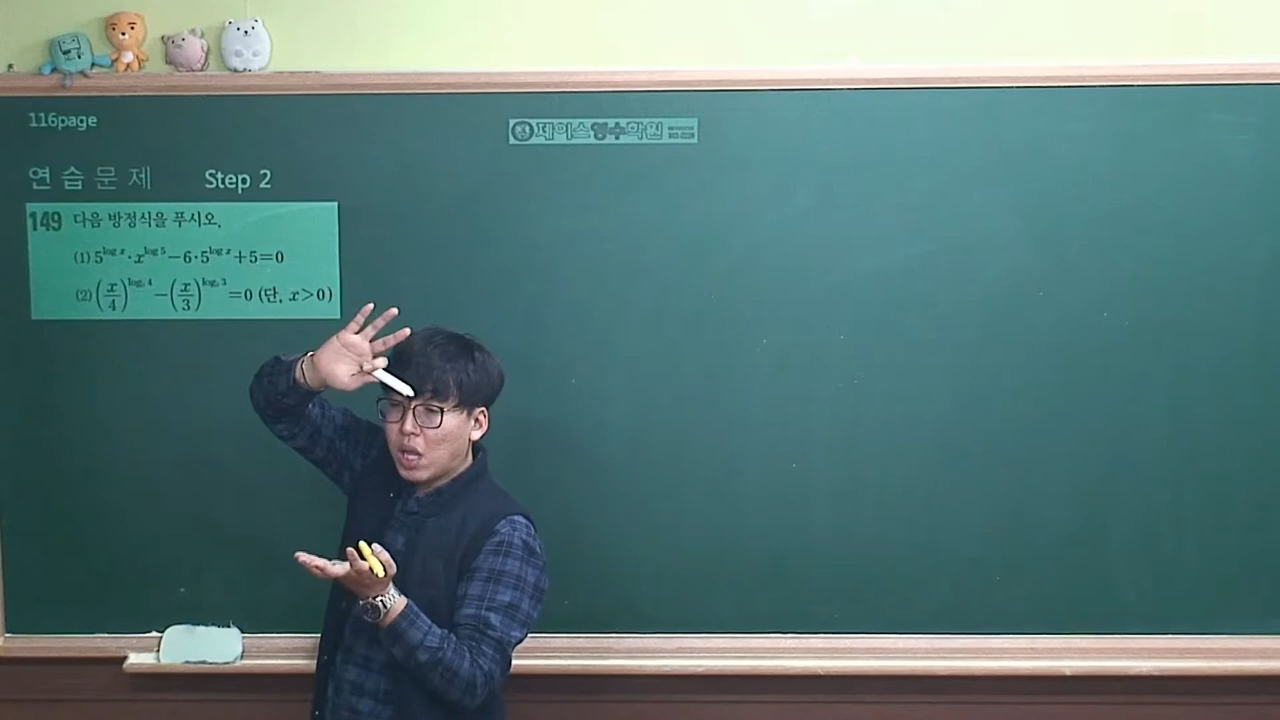 116page
제이스영수학원
연습문제 Step 2
149 다음 방정식을 푸시오.
(1) 5^{log x}·x^{log 5}−6·5^{log x}+5=0
(2) (x/4)^{log_2 4}−(x/3)^{log_2 3}=0 (단, x>0)